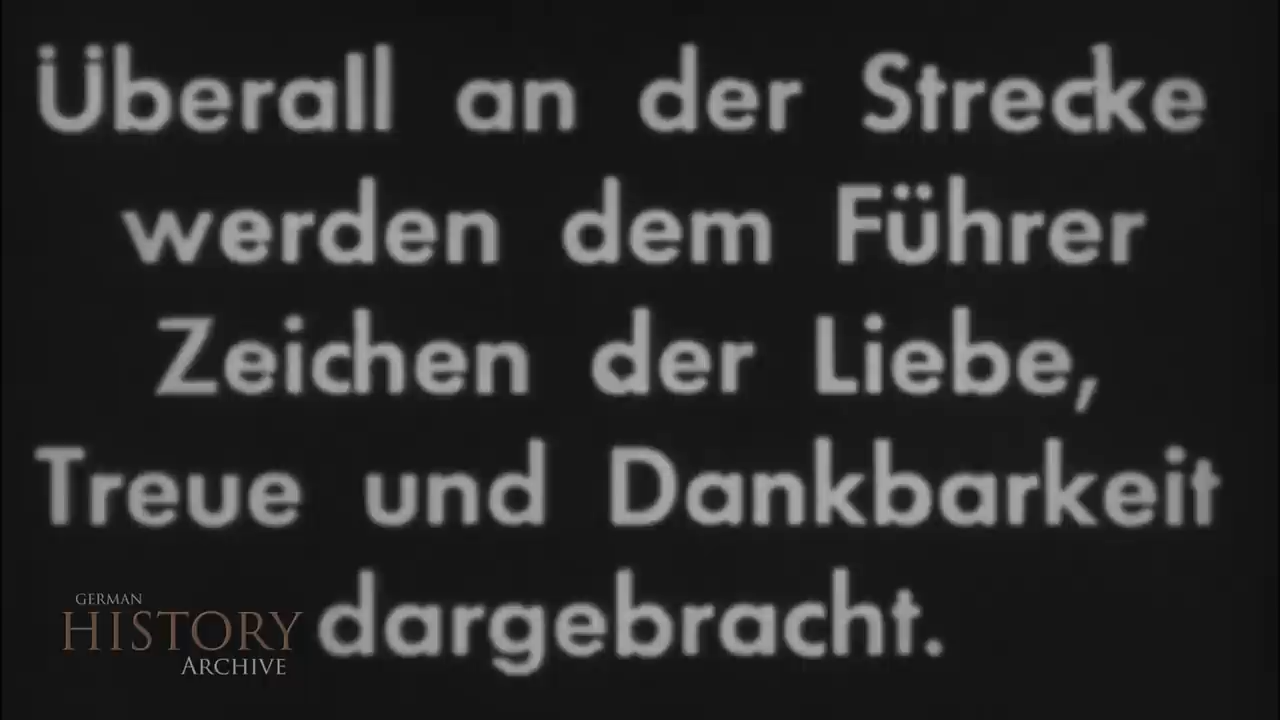 Überall an der Strecke
werden dem Führer
Zeichen der Liebe,
Treue und Dankbarkeit
dargebracht.
GERMAN
HISTORY
ARCHIVE